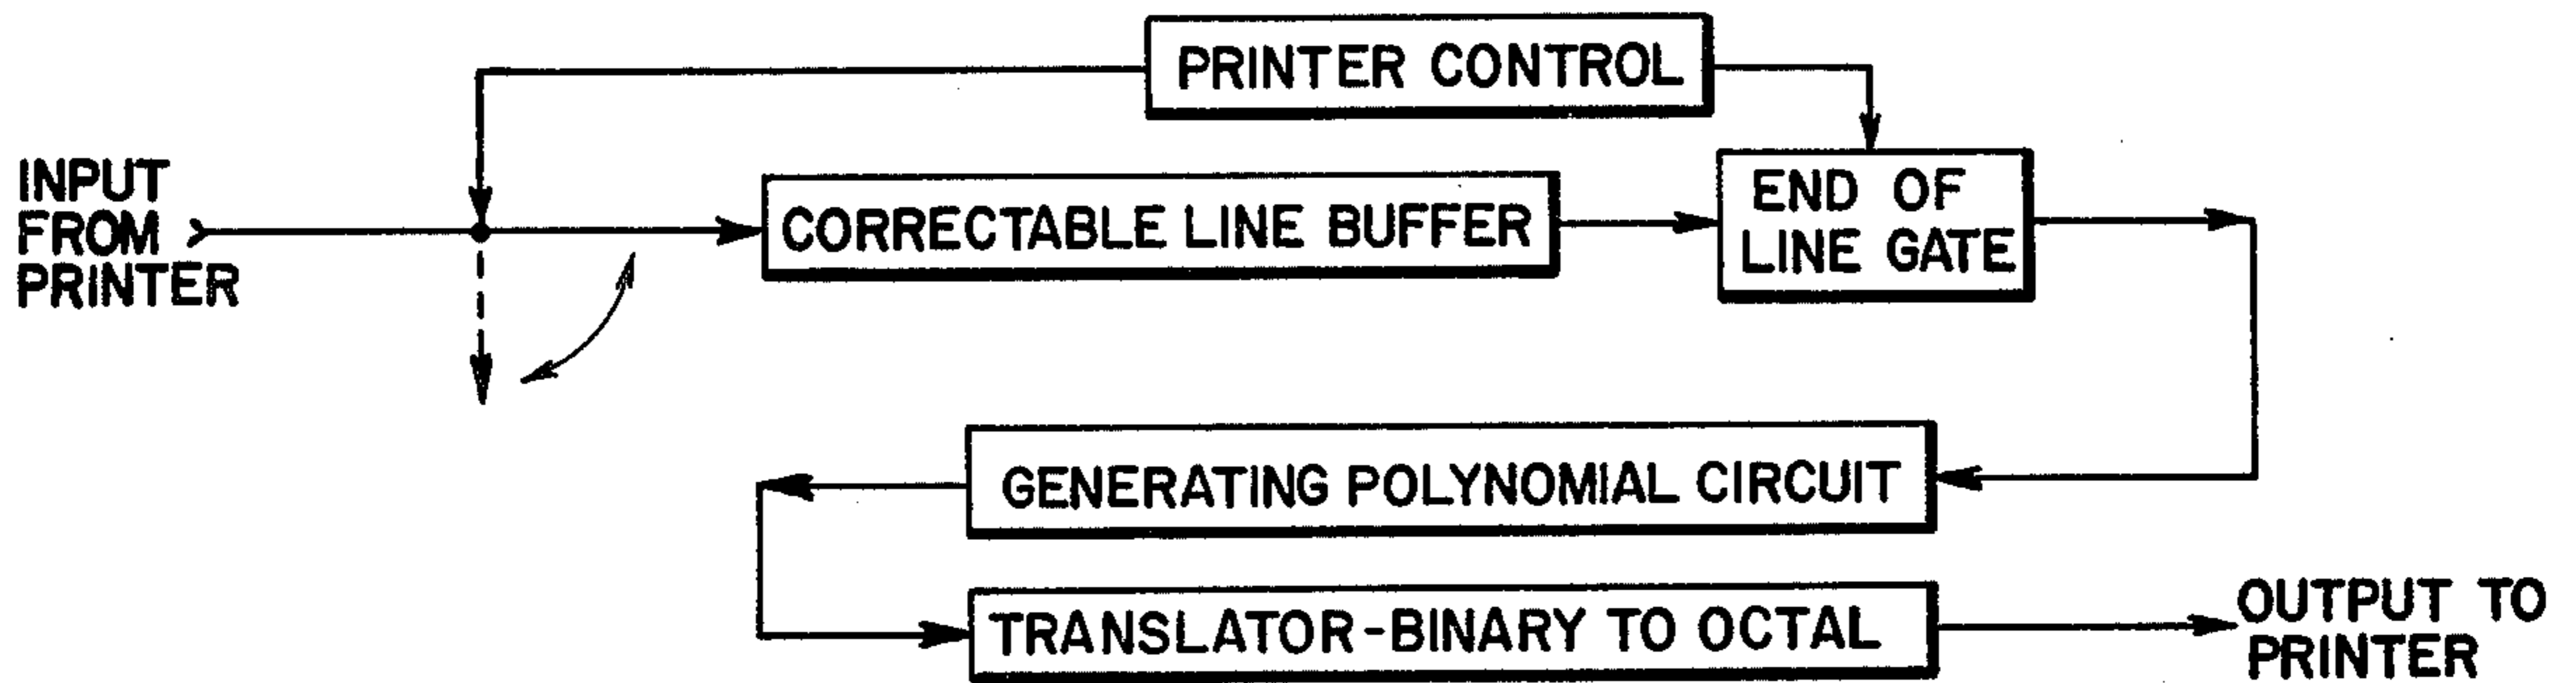 PRINTER CONTROL
INPUT
FROM
PRINTER
CORRECTABLE LINE BUFFER
END OF
LINE GATE
GENERATING POLYNOMIAL CIRCUIT
TRANSLATOR-BINARY TO OCTAL
OUTPUT TO
PRINTER